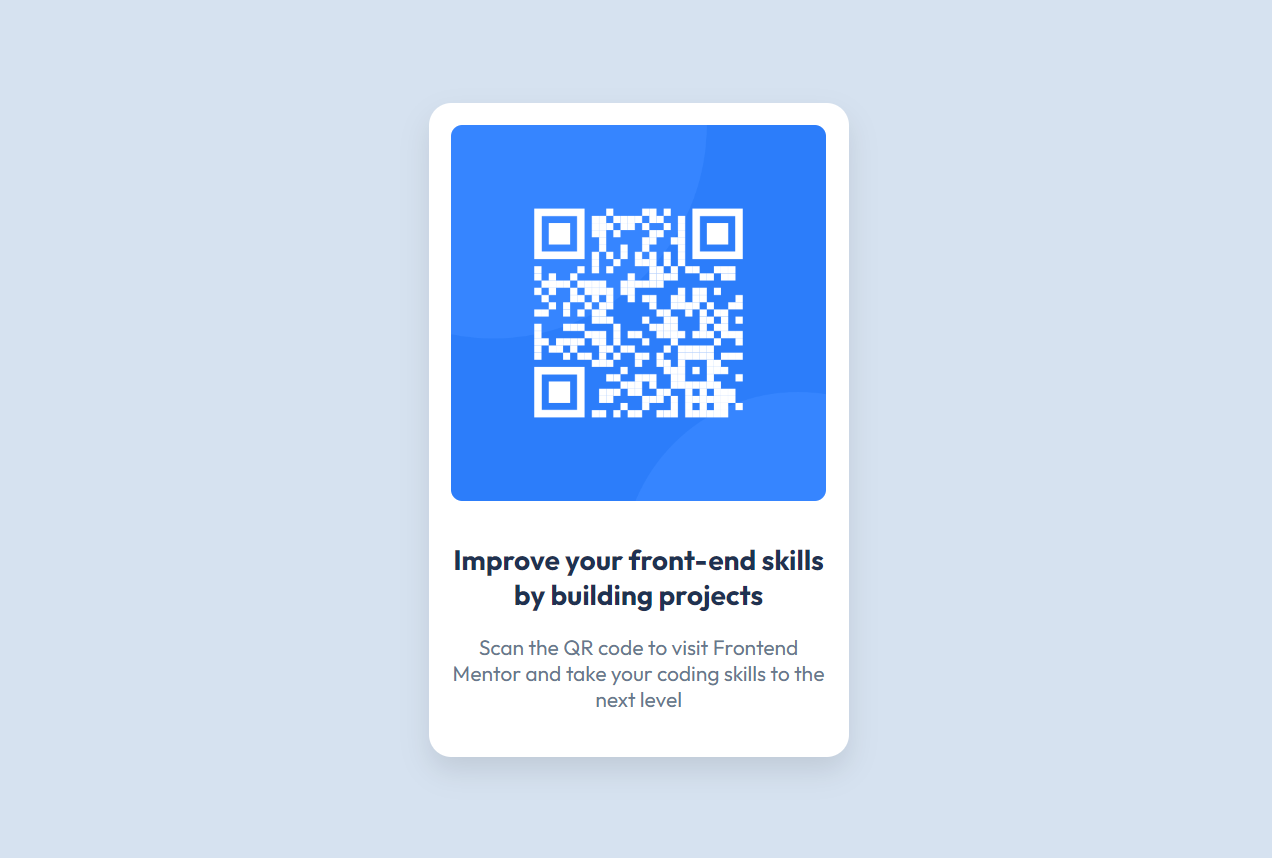 Improve your front-end skills
by building projects
Scan the QR code to visit Frontend
Mentor and take your coding skills to the
next level